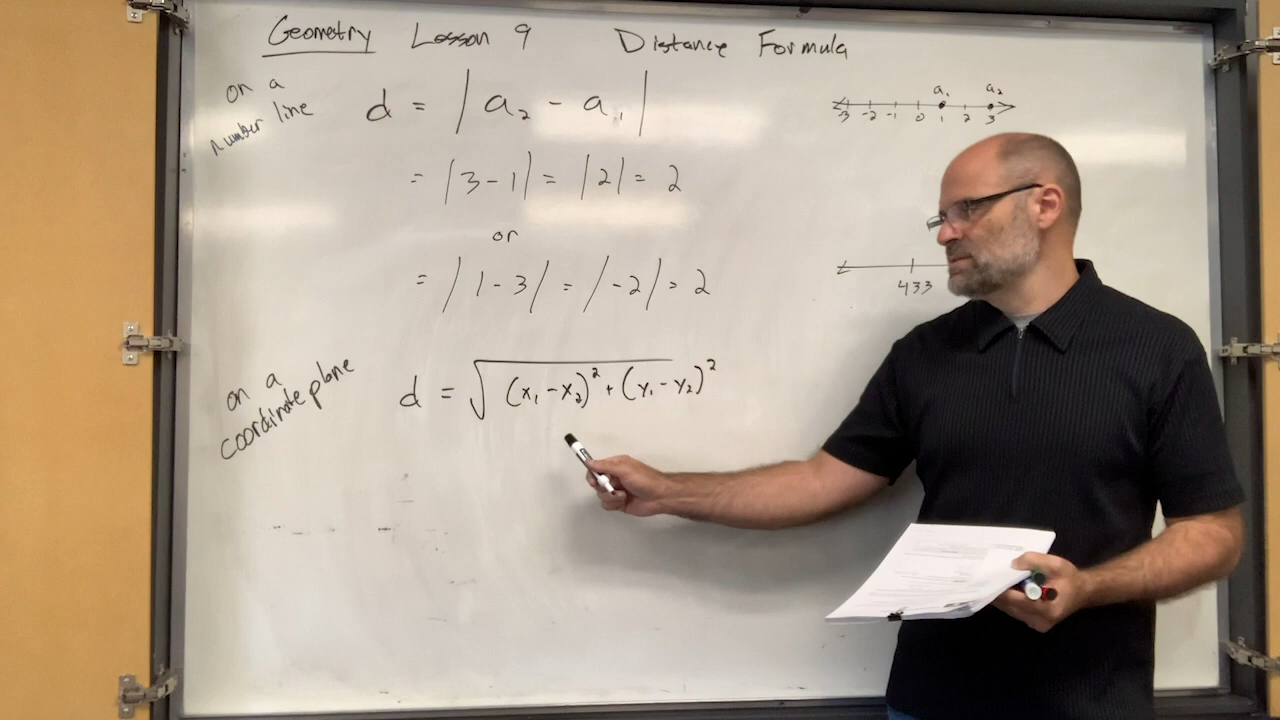 Geometry Lesson 9 Distance Formula
on a
number line
d = | a₂ - a₁ |
a₁ a₂
-3 -2 -1 0 1 2 3
= |3 - 1| = |2| = 2
or
= |1 - 3| = |-2| = 2
433
on a
coordinate plane
d = √(x₁ - x₂)² + (y₁ - y₂)²